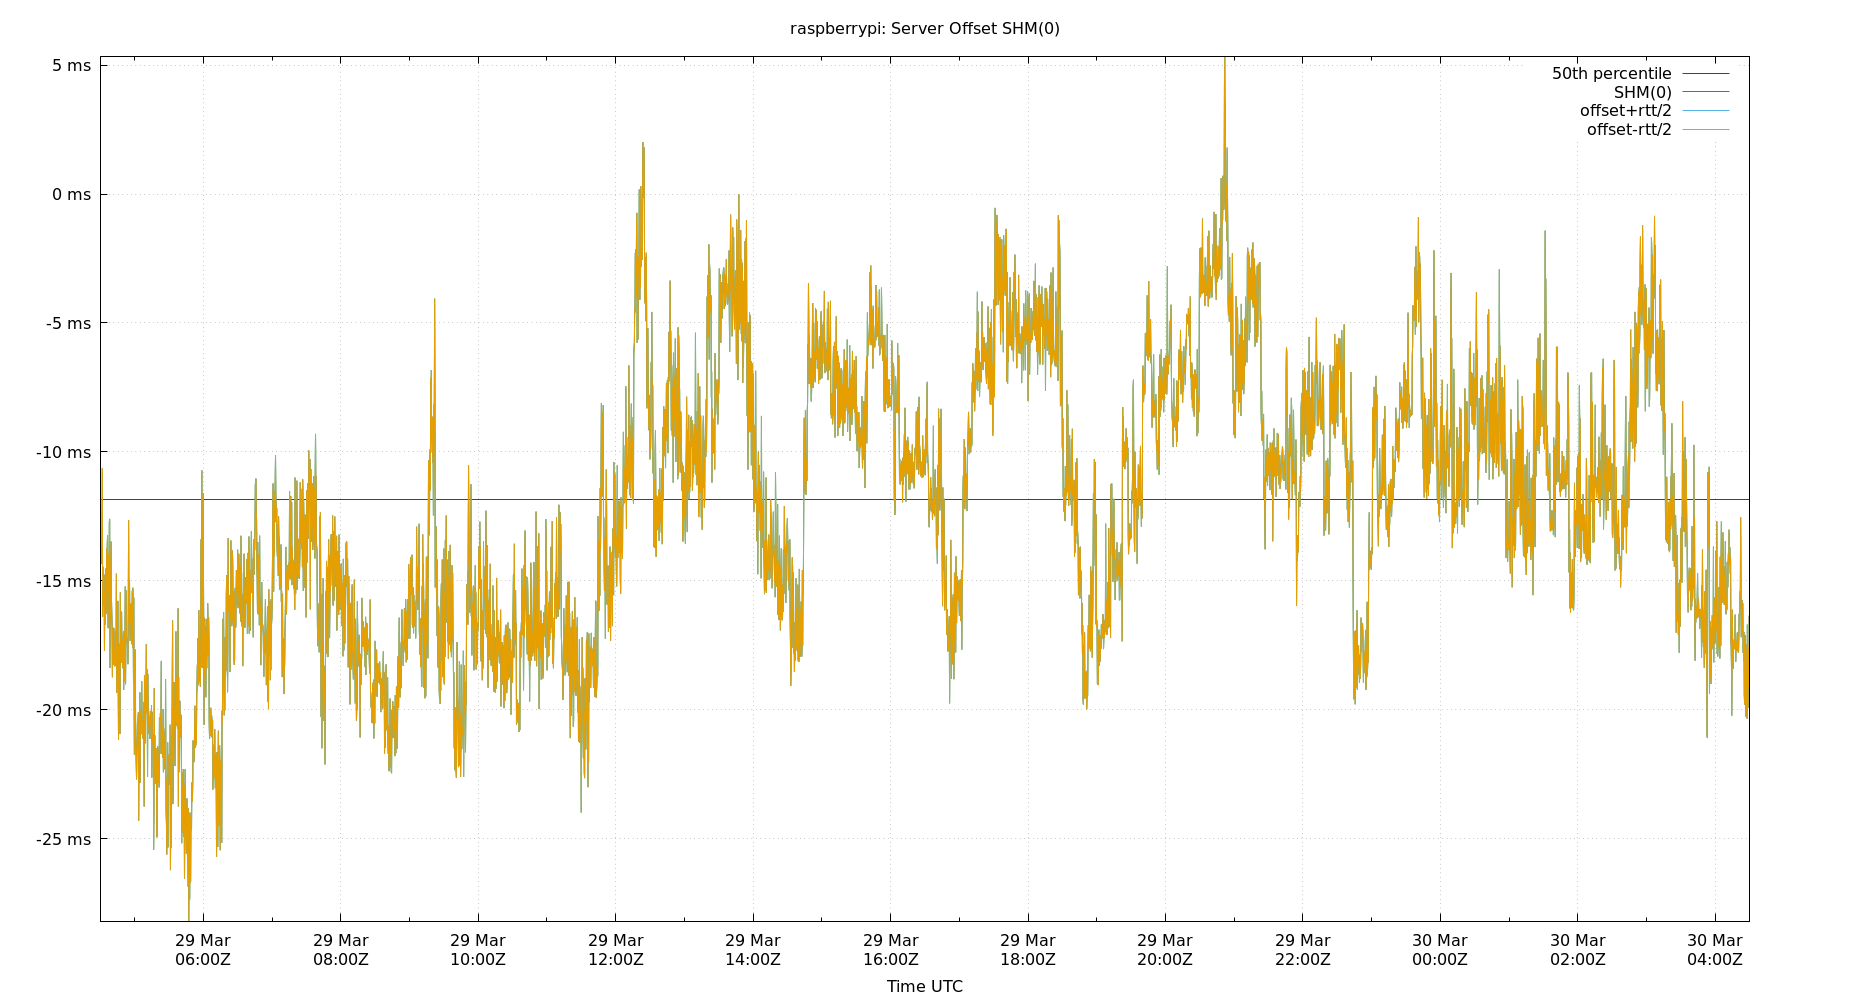 raspberrypi: Server Offset SHM(0)
5 ms
0 ms
-5 ms
-10 ms
-15 ms
-20 ms
-25 ms
50th percentile
SHM(0)
offset+rtt/2
offset-rtt/2
29 Mar 29 Mar 29 Mar 29 Mar 29 Mar 29 Mar 29 Mar 29 Mar 29 Mar 30 Mar 30 Mar 30 Mar
06:00Z 08:00Z 10:00Z 12:00Z 14:00Z 16:00Z 18:00Z 20:00Z 22:00Z 00:00Z 02:00Z 04:00Z
Time UTC